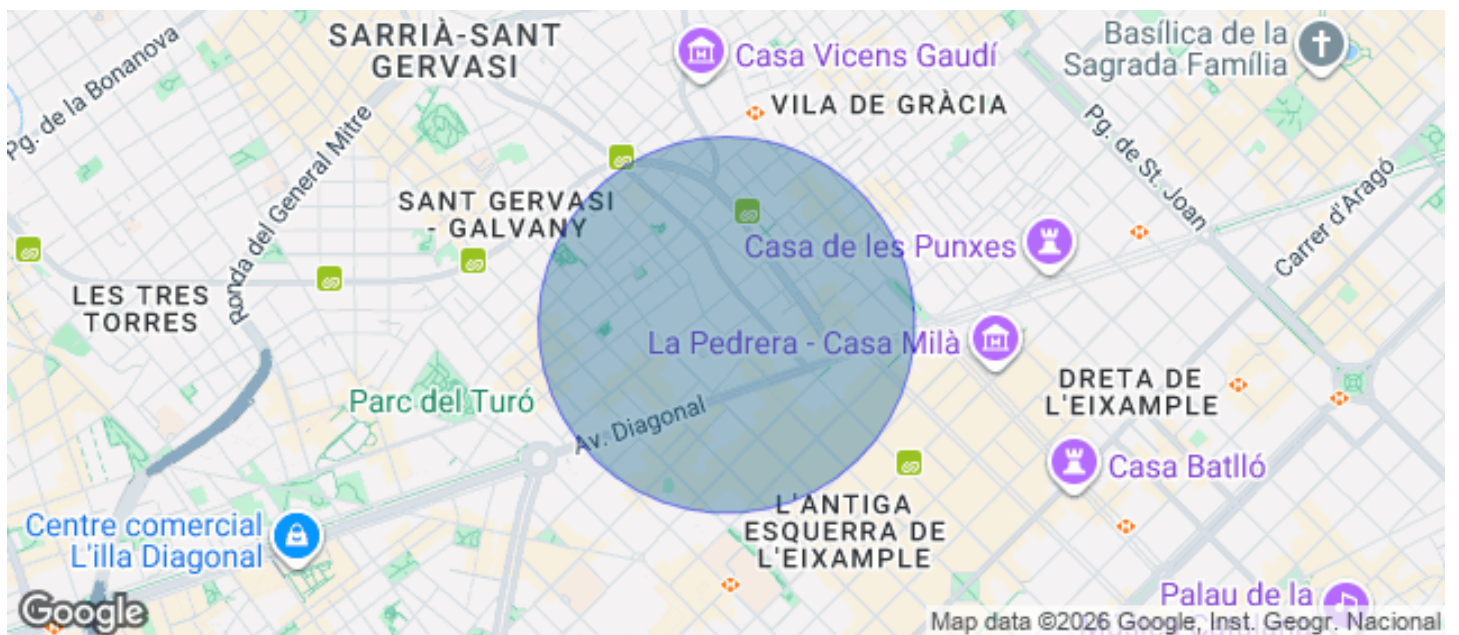 SARRIÀ-SANT
GERVASI
Pg. de la Bonanova
Casa Vicens Gaudí
Basílica de la
Sagrada Família
VILA DE GRÀCIA
Ronda del General Mitre
Pg. de St. Joan
SANT GERVASI
- GALVANY
Carrer d'Aragó
Casa de les Punxes
LES TRES
TORRES
La Pedrera - Casa Milà
Parc del Turó
Av. Diagonal
DRETA DE
L'EIXAMPLE
Casa Batlló
L'ANTIGA
ESQUERRA DE
L'EIXAMPLE
Centre comercial
L'illa Diagonal
Palau de la
Google
Map data ©2026 Google, Inst. Geogr. Nacional